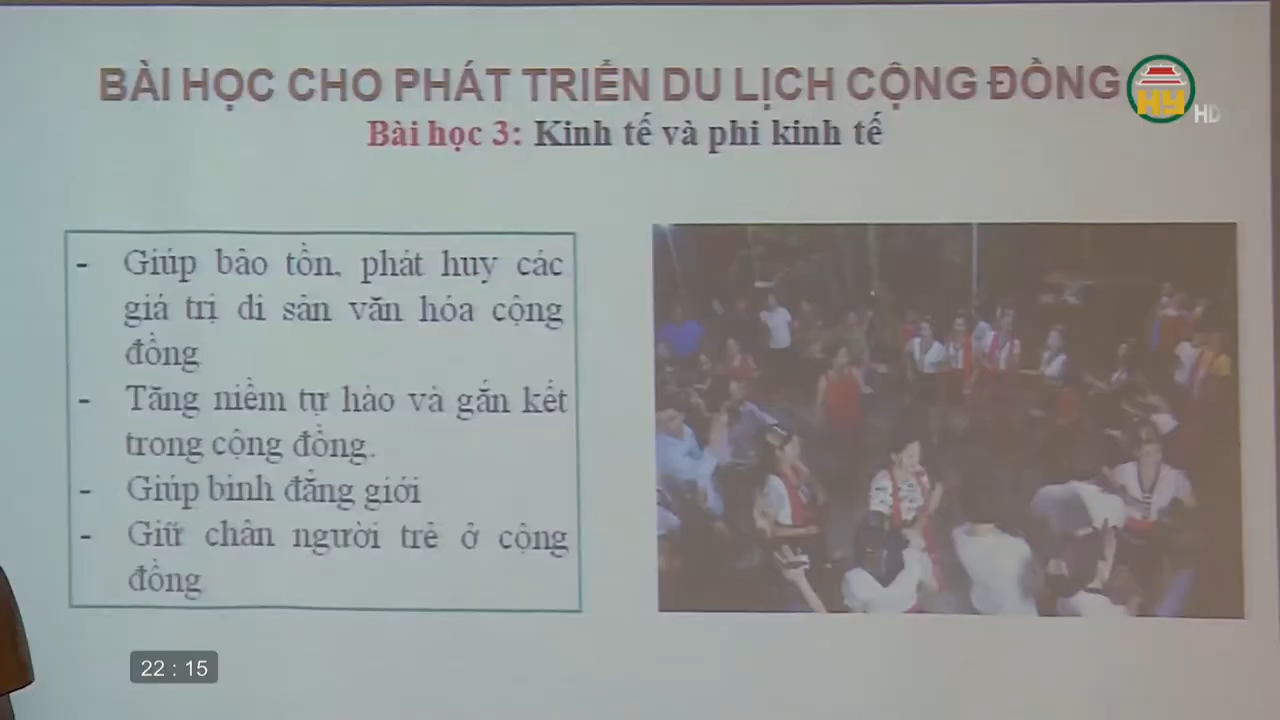 BÀI HỌC CHO PHÁT TRIỂN DU LỊCH CỘNG ĐỒNG
HY HD
Bài học 3: Kinh tế và phi kinh tế
- Giúp bảo tồn, phát huy các
giá trị di sản văn hóa cộng
đồng
- Tăng niềm tự hào và gắn kết
trong cộng đồng.
- Giúp bình đẳng giới
- Giữ chân người trẻ ở cộng
đồng
22 : 15